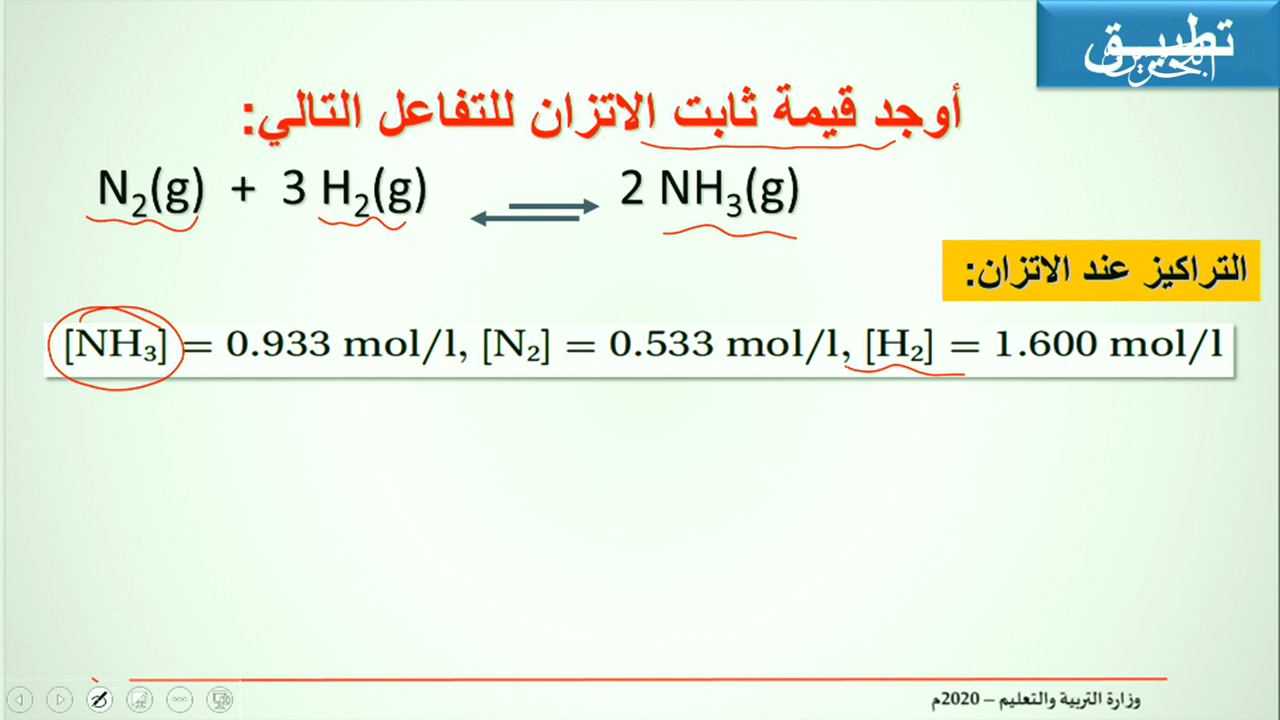 تطبيق
أوجد قيمة ثابت الاتزان للتفاعل التالي:
N₂(g) + 3 H₂(g) ⇌ 2 NH₃(g)
التراكيز عند الاتزان:
[NH₃] = 0.933 mol/l, [N₂] = 0.533 mol/l, [H₂] = 1.600 mol/l
وزارة التربية والتعليم – 2020م